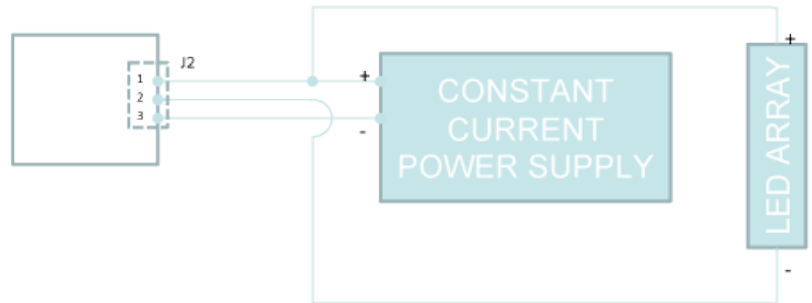 J2
1
2
3
+
-
CONSTANT
CURRENT
POWER SUPPLY
+
LED ARRAY
-